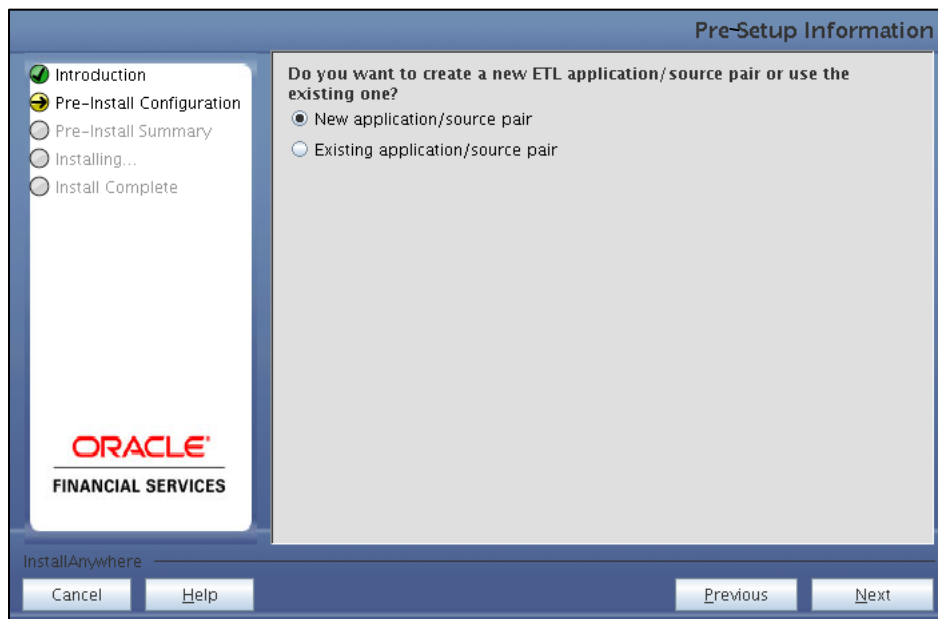 Pre-Setup Information
Introduction
Pre-Install Configuration
Pre-Install Summary
Installing...
Install Complete
Do you want to create a new ETL application/source pair or use the
existing one?
New application/source pair
Existing application/source pair
ORACLE®
FINANCIAL SERVICES
InstallAnywhere
Cancel
Help
Previous
Next